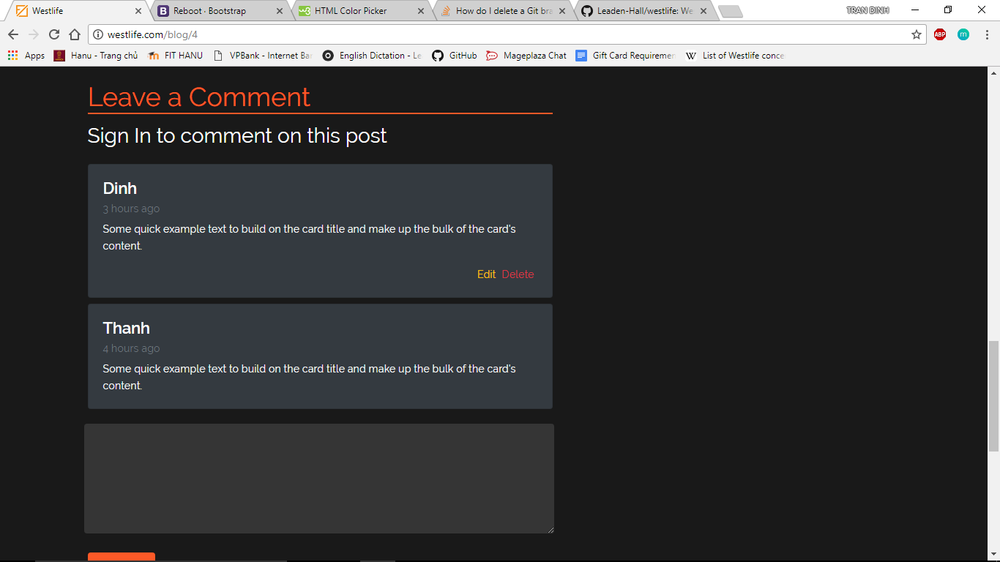 Westlife
Reboot · Bootstrap
HTML Color Picker
How do I delete a Git bra
Leaden-Hall/westlife: We
TRAN DINH
westlife.com/blog/4
ABP
m
Apps
Hanu - Trang chủ
FIT HANU
VPBank - Internet Ban
English Dictation - Le
GitHub
Mageplaza Chat
Gift Card Requiremen
W
List of Westlife conce
Leave a Comment
Sign In to comment on this post
Dinh
3 hours ago
Some quick example text to build on the card title and make up the bulk of the card's
content.
Edit Delete
Thanh
4 hours ago
Some quick example text to build on the card title and make up the bulk of the card's
content.